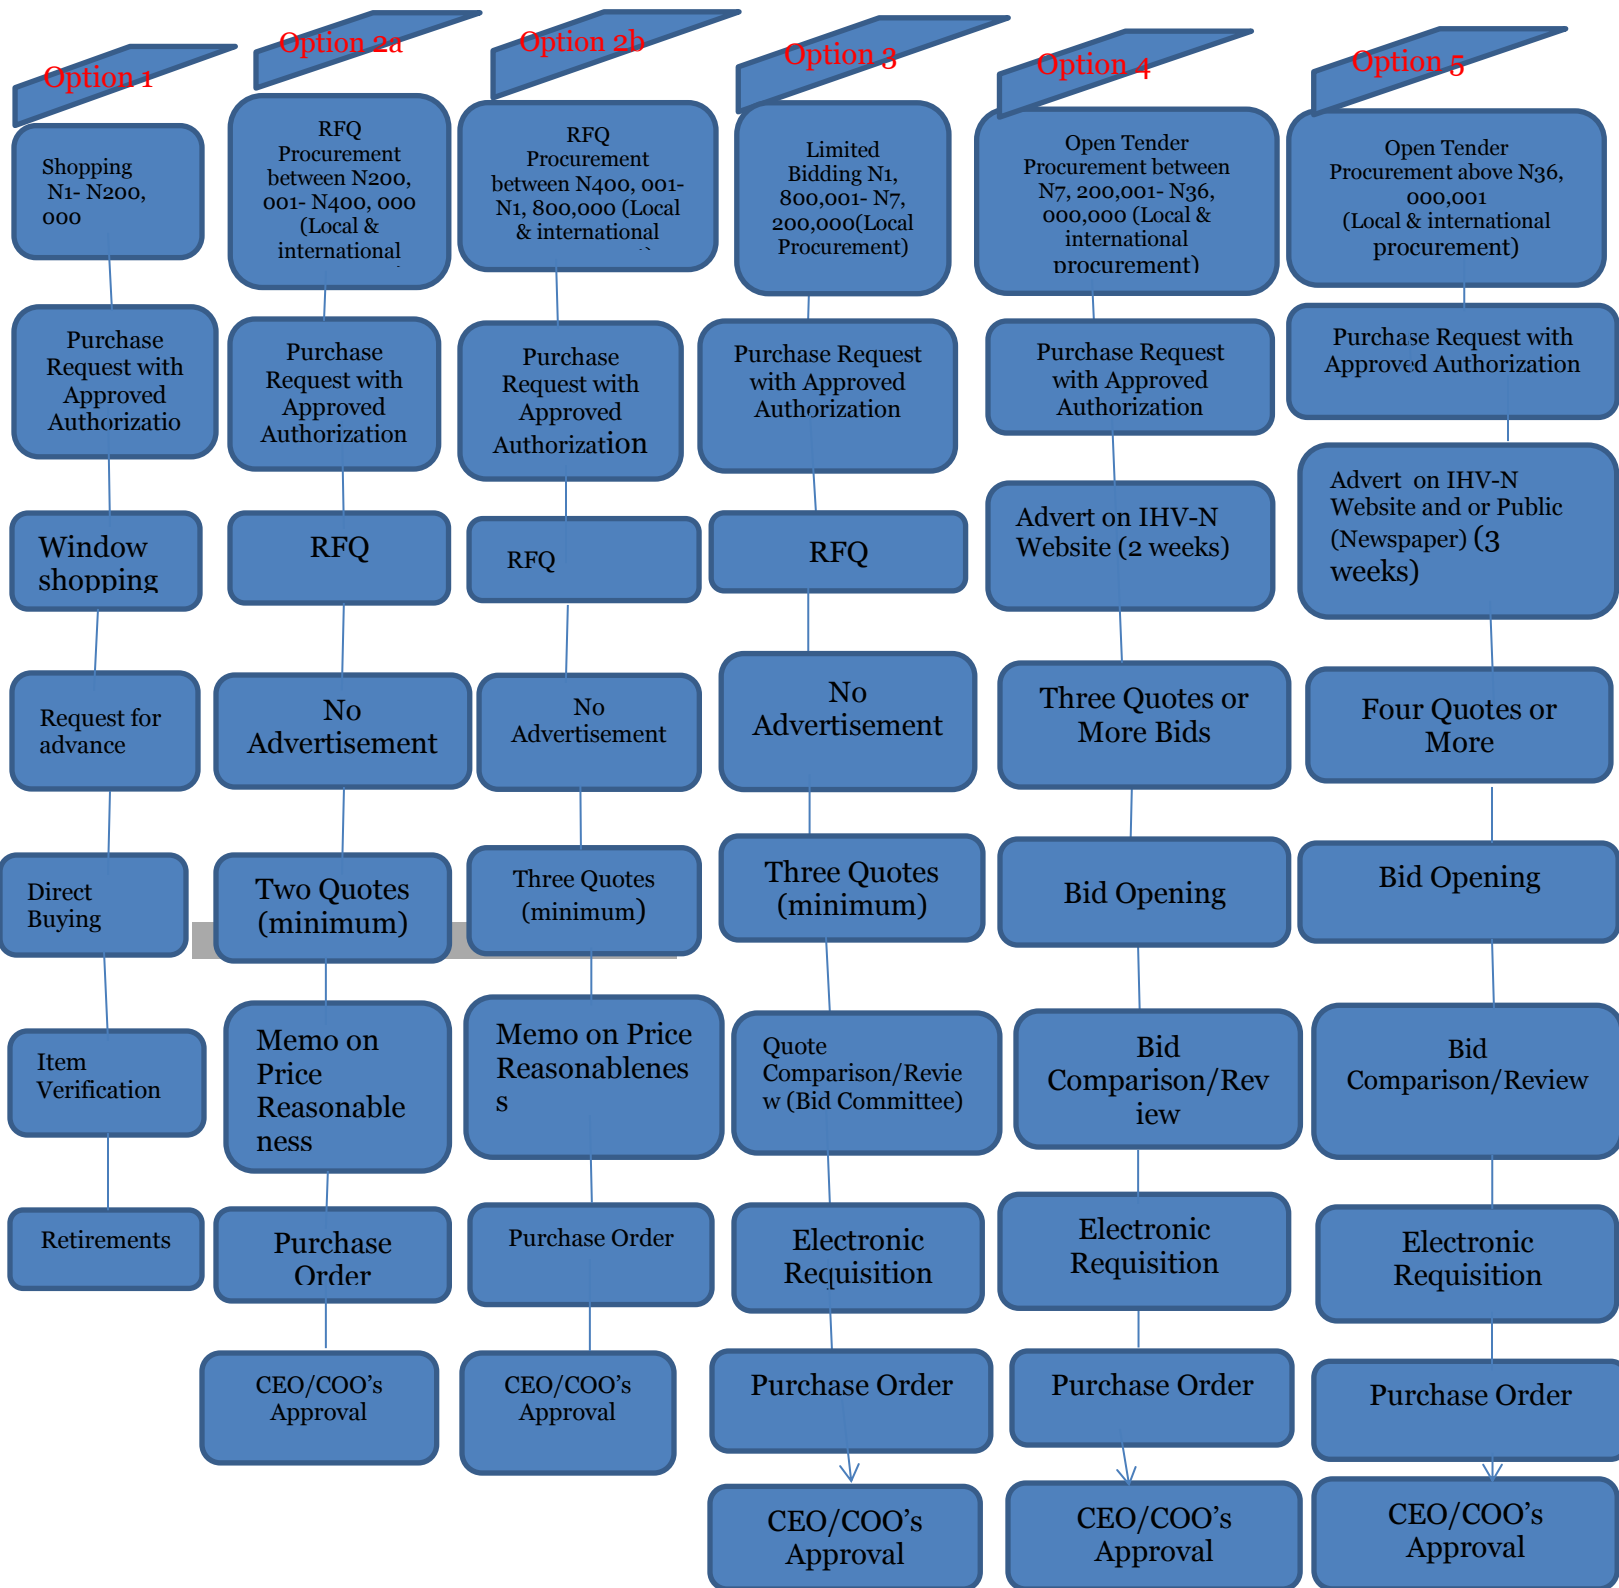 Option 1
Shopping
N1- N200,
000
Purchase
Request with
Approved
Authorizatio
Window
shopping
Request for
advance
Direct
Buying
Item
Verification
Retirements
Option 2a
RFQ
Procurement
between N200,
001- N400, 000
(Local &
international
Purchase
Request with
Approved
Authorization
RFQ
No
Advertisement
Two Quotes
(minimum)
Memo on
Price
Reasonable
ness
Purchase
Order
CEO/COO's
Approval
Option 2b
RFQ
Procurement
between N400, 001-
N1, 800,000 (Local
& international
Purchase
Request with
Approved
Authorization
RFQ
No
Advertisement
Three Quotes
(minimum)
Memo on Price
Reasonablenes
s
Purchase Order
CEO/COO's
Approval
Option 3
Limited
Bidding N1,
800,001- N7,
200,000(Local
Procurement)
Purchase Request
with Approved
Authorization
RFQ
No
Advertisement
Three Quotes
(minimum)
Quote
Comparison/Revie
w (Bid Committee)
Electronic
Requisition
Purchase Order
CEO/COO's
Approval
Option 4
Open Tender
Procurement between
N7, 200,001- N36,
000,000 (Local &
international
procurement)
Purchase Request
with Approved
Authorization
Advert on IHV-N
Website (2 weeks)
Three Quotes or
More Bids
Bid Opening
Bid
Comparison/Rev
iew
Electronic
Requisition
Purchase Order
CEO/COO's
Approval
Option 5
Open Tender
Procurement above N36,
000,001
(Local & international
procurement)
Purchase Request with
Approved Authorization
Advert on IHV-N
Website and or Public
(Newspaper) (3
weeks)
Four Quotes or
More
Bid Opening
Bid
Comparison/Review
Electronic
Requisition
Purchase Order
CEO/COO's
Approval